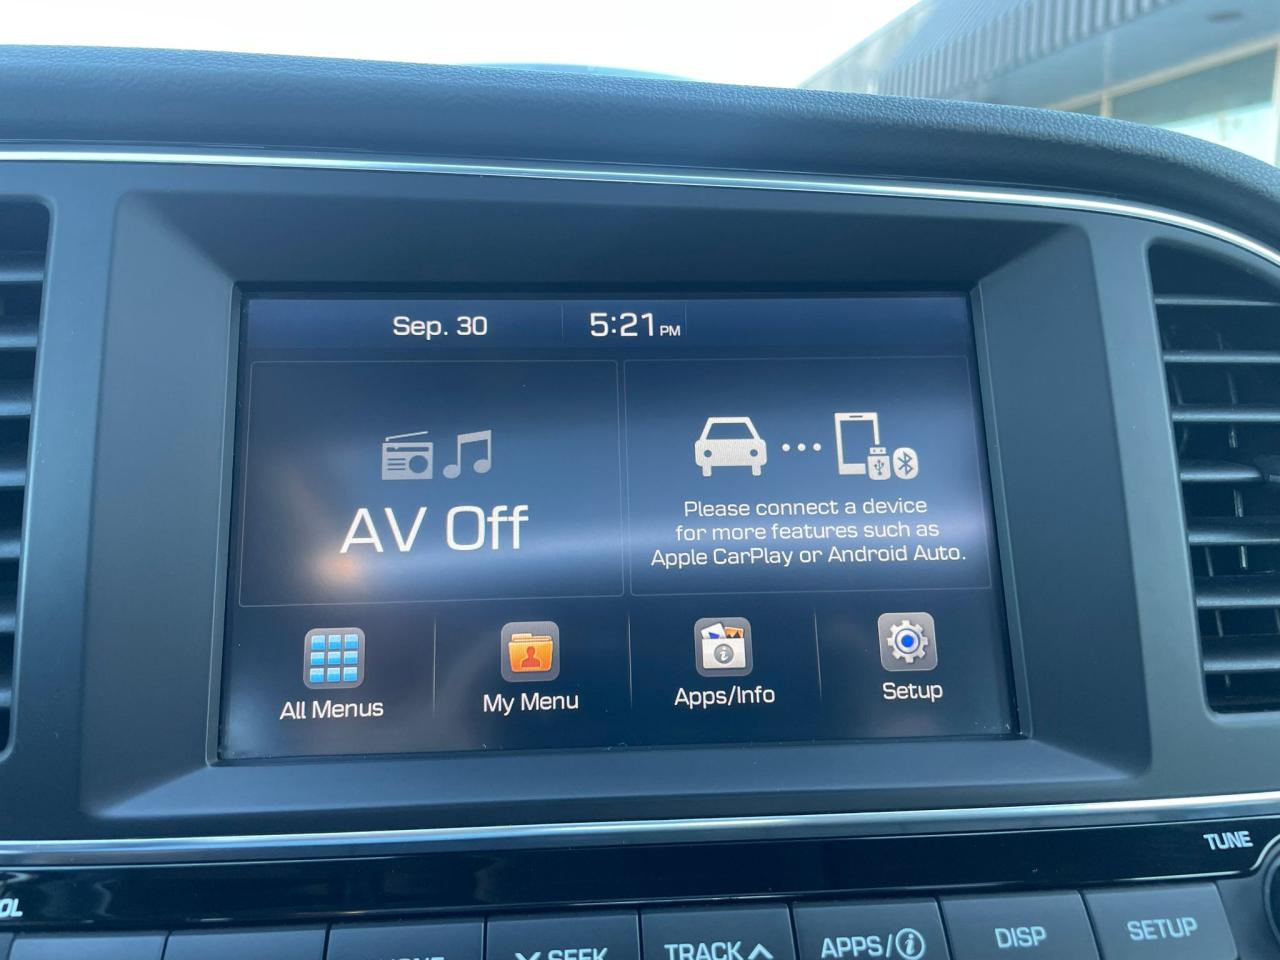 Sep. 30
5:21 PM
AV Off
Please connect a device
for more features such as
Apple CarPlay or Android Auto.
All Menus
My Menu
Apps/Info
Setup
TUNE
SEEK
TRACK
APPS/
DISP
SETUP